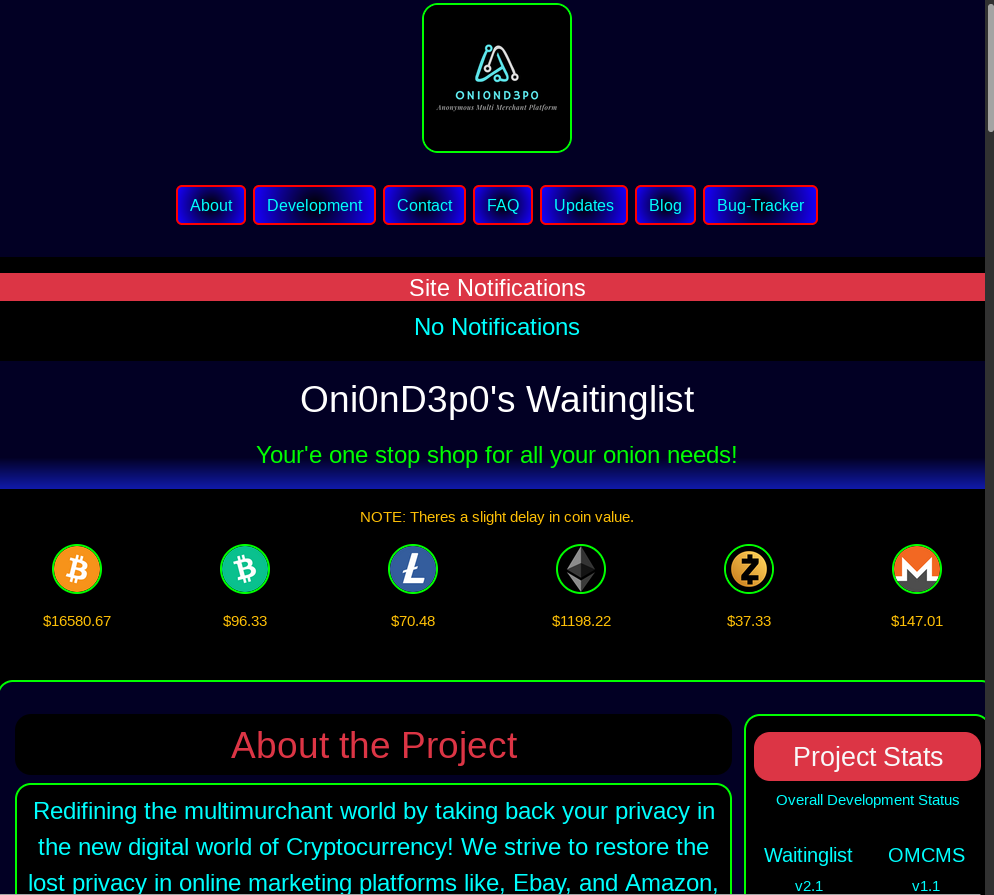 ONIOND3P0
Anonymous Multi Merchant Platform
About Development Contact FAQ Updates Blog Bug-Tracker
Site Notifications
No Notifications
Oni0nD3p0's Waitinglist
Your'e one stop shop for all your onion needs!
NOTE: Theres a slight delay in coin value.
$16580.67 $96.33 $70.48 $1198.22 $37.33 $147.01
About the Project
Redifining the multimurchant world by taking back your privacy in
the new digital world of Cryptocurrency! We strive to restore the
lost privacy in online marketing platforms like, Ebay, and Amazon,
Project Stats
Overall Development Status
Waitinglist OMCMS
v2.1 v1.1